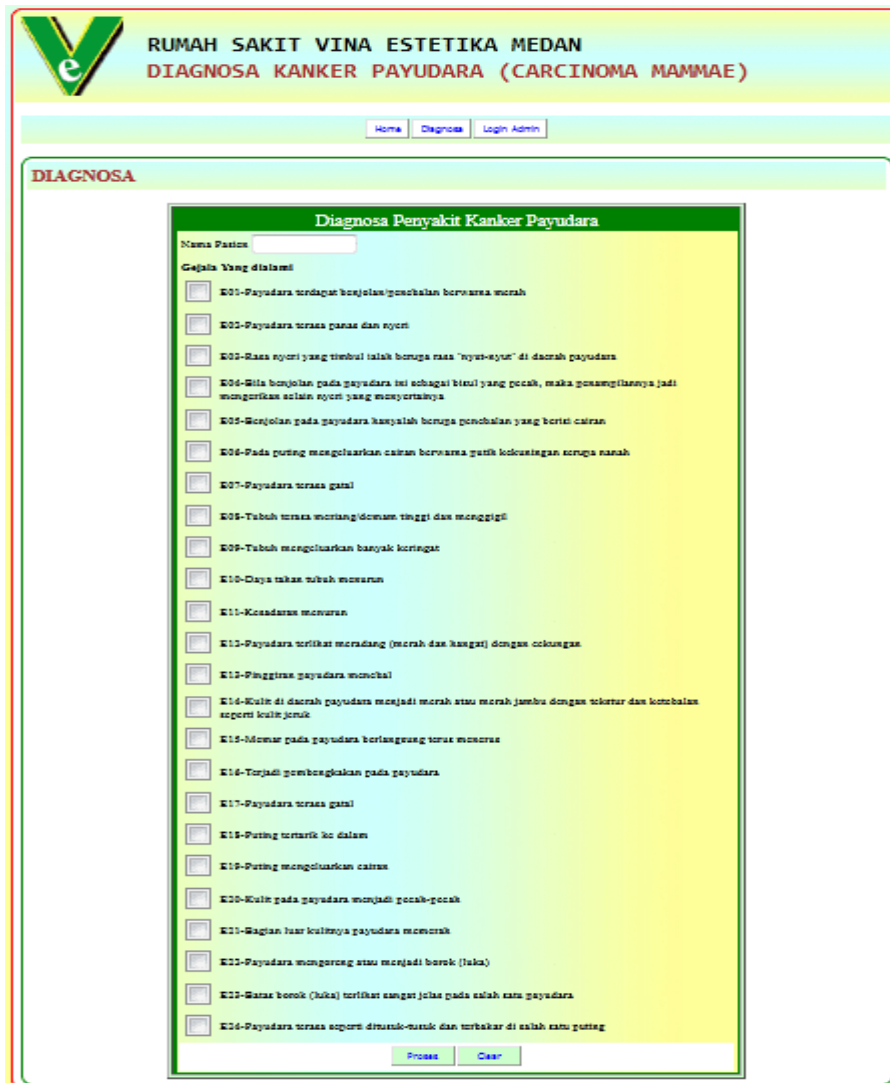 e
RUMAH SAKIT VINA ESTETIKA MEDAN
DIAGNOSA KANKER PAYUDARA (CARCINOMA MAMMAE)
Home Diagnosa Login Admin
DIAGNOSA
Diagnosa Penyakit Kanker Payudara
Nama Pasien
Gejala Yang dialami
E01-Payudara terdapat benjolan/penebalan berwarna merah
E02-Payudara terasa panas dan nyeri
E03-Rasa nyeri yang timbul ialah berupa rasa "nyut-nyut" di daerah payudara
E04-Bila benjolan pada payudara isi sebagai bisul yang pecah, maka penampilannya jadi
mengerikan selain nyeri yang menyertainya
E05-Benjolan pada payudara hanyalah berupa penebalan yang berisi cairan
E06-Pada puting mengeluarkan cairan berwarna putih kekuningan serupa nanah
E07-Payudara terasa gatal
E08-Tubuh terasa meriang/demam tinggi dan menggigil
E09-Tubuh mengeluarkan banyak keringat
E10-Daya tahan tubuh menurun
E11-Kesadaran menurun
E12-Payudara terlihat meradang (merah dan hangat) dengan cekungan
E13-Pinggiran payudara menebal
E14-Kulit di daerah payudara menjadi merah atau merah jambu dengan tekstur dan ketebalan
seperti kulit jeruk
E15-Memar pada payudara berlangsung terus menerus
E16-Terjadi pembengkakan pada payudara
E17-Payudara terasa gatal
E18-Puting tertarik ke dalam
E19-Puting mengeluarkan cairan
E20-Kulit pada payudara menjadi pecah-pecah
E21-Bagian luar kulitnya payudara memerah
E22-Payudara mengoreng atau menjadi borok (luka)
E23-Batas borok (luka) terlihat sangat jelas pada salah satu payudara
E24-Payudara terasa seperti ditusuk-tusuk dan terbakar di salah satu puting
Proses Clear